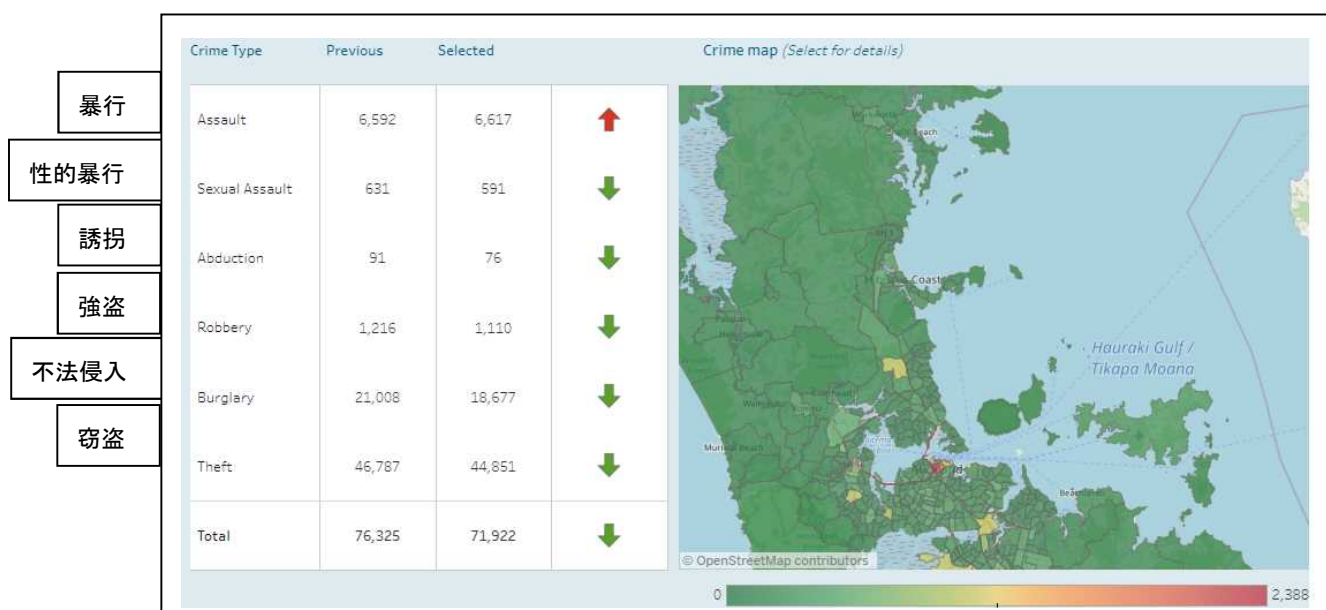 Crime Type Previous Selected
暴行
Assault 6,592 6,617
性的暴行
Sexual Assault 631 591
誘拐
Abduction 91 76
強盗
Robbery 1,216 1,110
不法侵入
Burglary 21,008 18,677
窃盗
Theft 46,787 44,851
Total 76,325 71,922
Crime map (Select for details)
Hauraki Gulf /
Tikapa Moana
© OpenStreetMap contributors
0 2,388